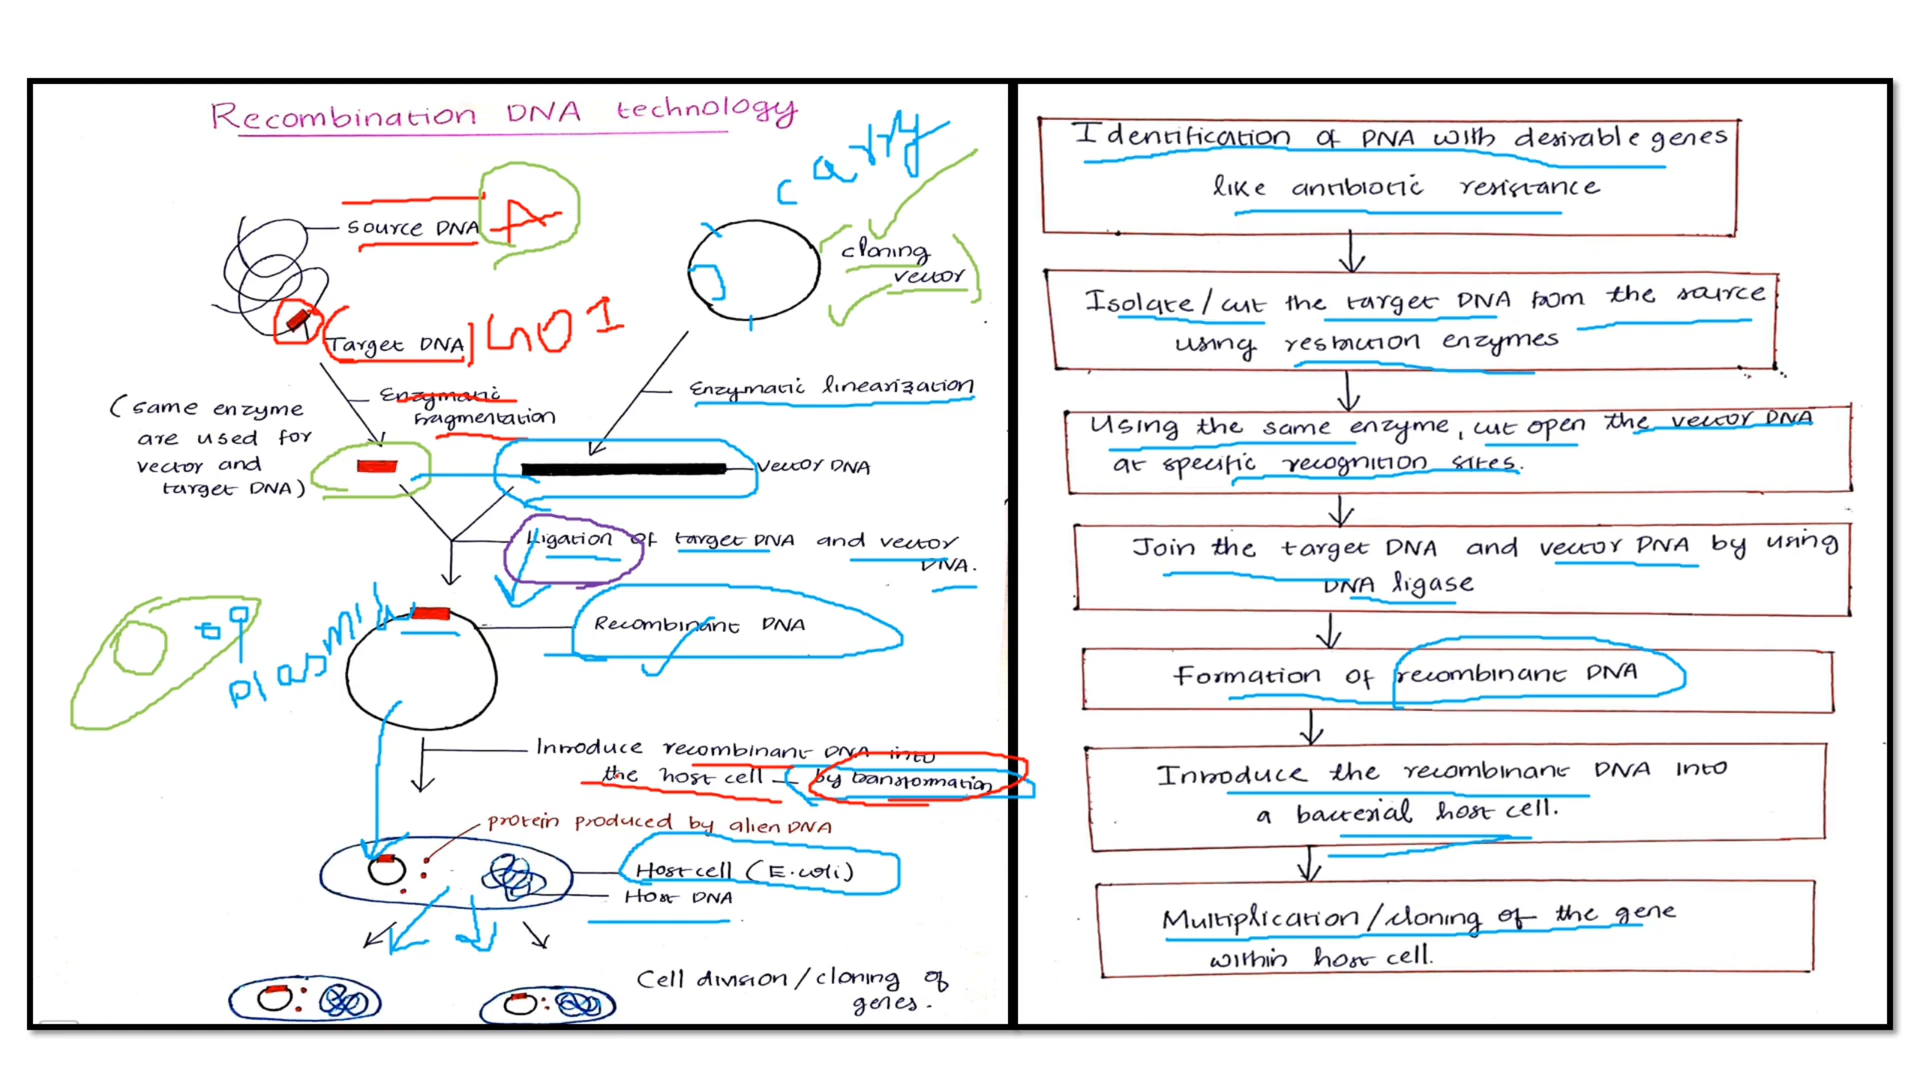 Recombination DNA technology
carry
A
Source DNA
cloning
vector
Target DNA
GOI
Enzymatic
fragmentation
Enzymatic linearization
(same enzyme
are used for
vector and
target DNA)
Vector DNA
Ligation of target DNA and vector
DNA.
Plasmid
Recombinant DNA
Introduce recombinant DNA into
the host cell - by transformation
protein produced by alien DNA
Host cell (E.coli)
Host DNA
Cell division/cloning of
genes.
Identification of DNA with desirable genes
like antibiotic resistance
Isolate/cut the target DNA from the source
using restriction enzymes
Using the same enzyme, cut open the vector DNA
at specific recognition sites.
Join the target DNA and vector DNA by using
DNA ligase
Formation of recombinant DNA
Introduce the recombinant DNA into
a bacterial host cell.
Multiplication/cloning of the gene
within host cell.